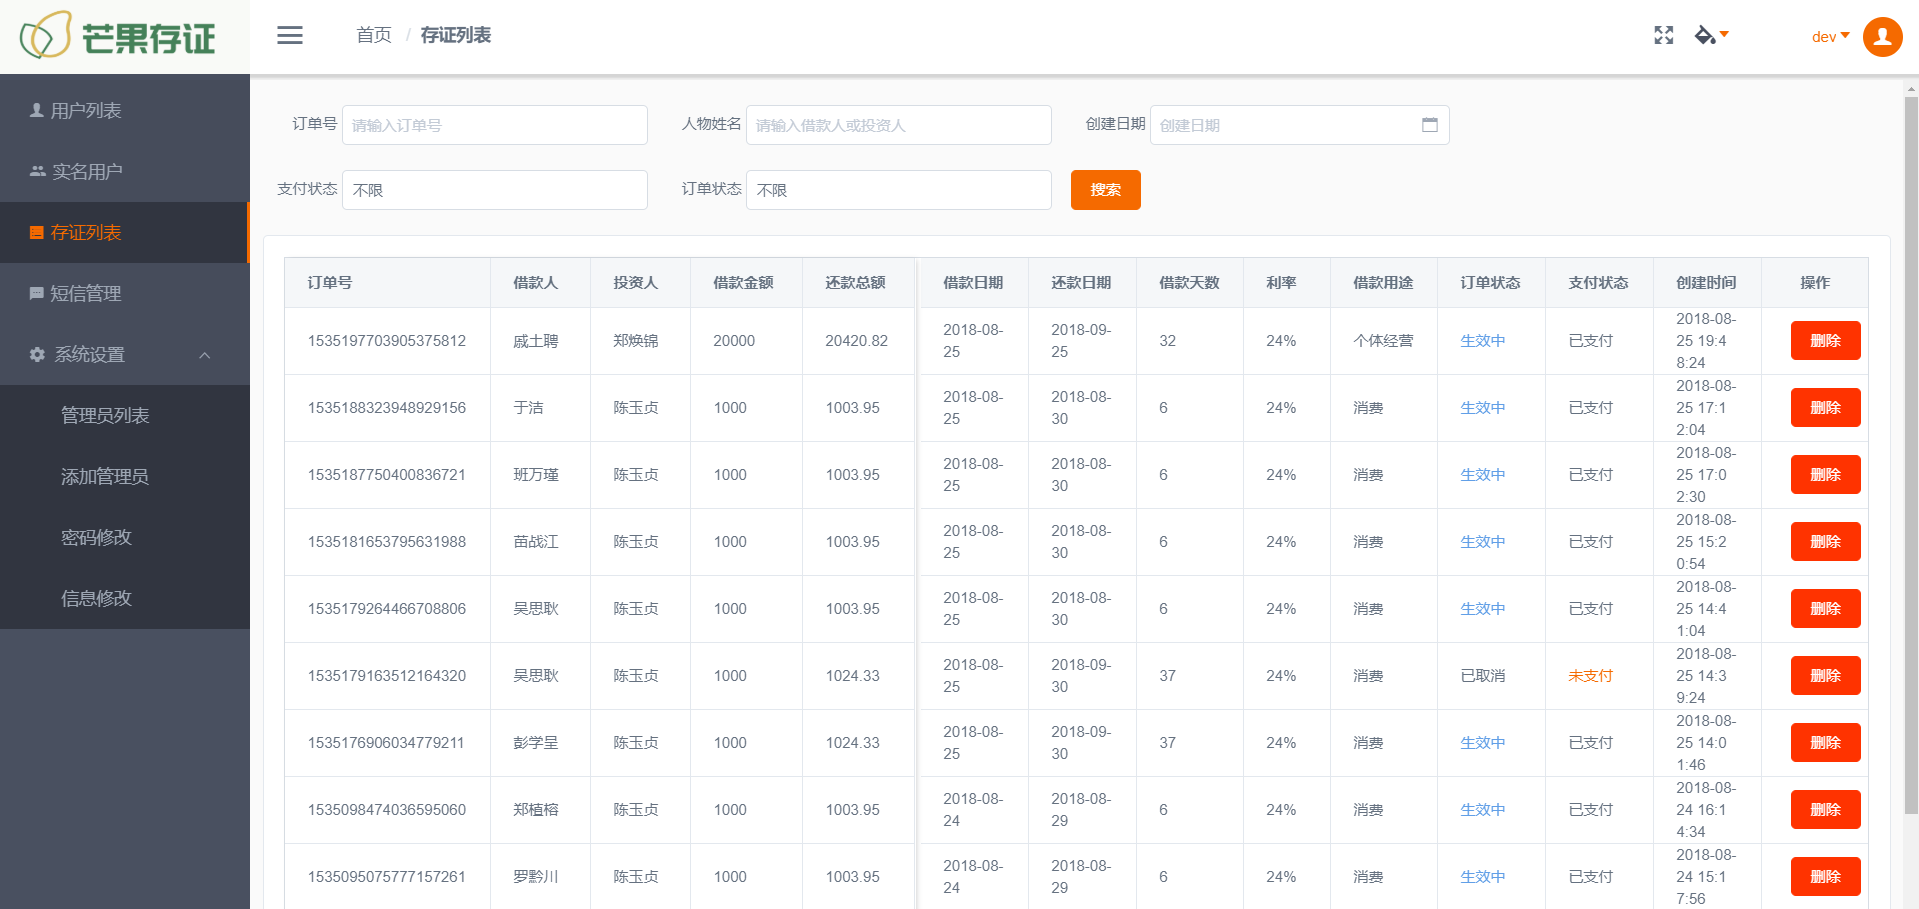 芒果存证
首页 / 存证列表
dev
用户列表
实名用户
存证列表
短信管理
系统设置
管理员列表
添加管理员
密码修改
信息修改
订单号 请输入订单号 人物姓名 请输入借款人或投资人 创建日期 创建日期
支付状态 不限 订单状态 不限 搜索
订单号 借款人 投资人 借款金额 还款总额 借款日期 还款日期 借款天数 利率 借款用途 订单状态 支付状态 创建时间 操作
1535197703905375812 戚土聘 郑焕锦 20000 20420.82 2018-08-25 2018-09-25 32 24% 个体经营 生效中 已支付 2018-08-25 19:48:24 删除
1535188323948929156 于洁 陈玉贞 1000 1003.95 2018-08-25 2018-08-30 6 24% 消费 生效中 已支付 2018-08-25 17:12:04 删除
1535187750400836721 班万瑾 陈玉贞 1000 1003.95 2018-08-25 2018-08-30 6 24% 消费 生效中 已支付 2018-08-25 17:02:30 删除
1535181653795631988 苗战江 陈玉贞 1000 1003.95 2018-08-25 2018-08-30 6 24% 消费 生效中 已支付 2018-08-25 15:20:54 删除
1535179264466708806 吴思耿 陈玉贞 1000 1003.95 2018-08-25 2018-08-30 6 24% 消费 生效中 已支付 2018-08-25 14:41:04 删除
1535179163512164320 吴思耿 陈玉贞 1000 1024.33 2018-08-25 2018-09-30 37 24% 消费 已取消 未支付 2018-08-25 14:39:24 删除
1535176906034779211 彭学呈 陈玉贞 1000 1024.33 2018-08-25 2018-09-30 37 24% 消费 生效中 已支付 2018-08-25 14:01:46 删除
1535098474036595060 郑植榕 陈玉贞 1000 1003.95 2018-08-24 2018-08-29 6 24% 消费 生效中 已支付 2018-08-24 16:14:34 删除
1535095075777157261 罗黔川 陈玉贞 1000 1003.95 2018-08-24 2018-08-29 6 24% 消费 生效中 已支付 2018-08-24 15:17:56 删除